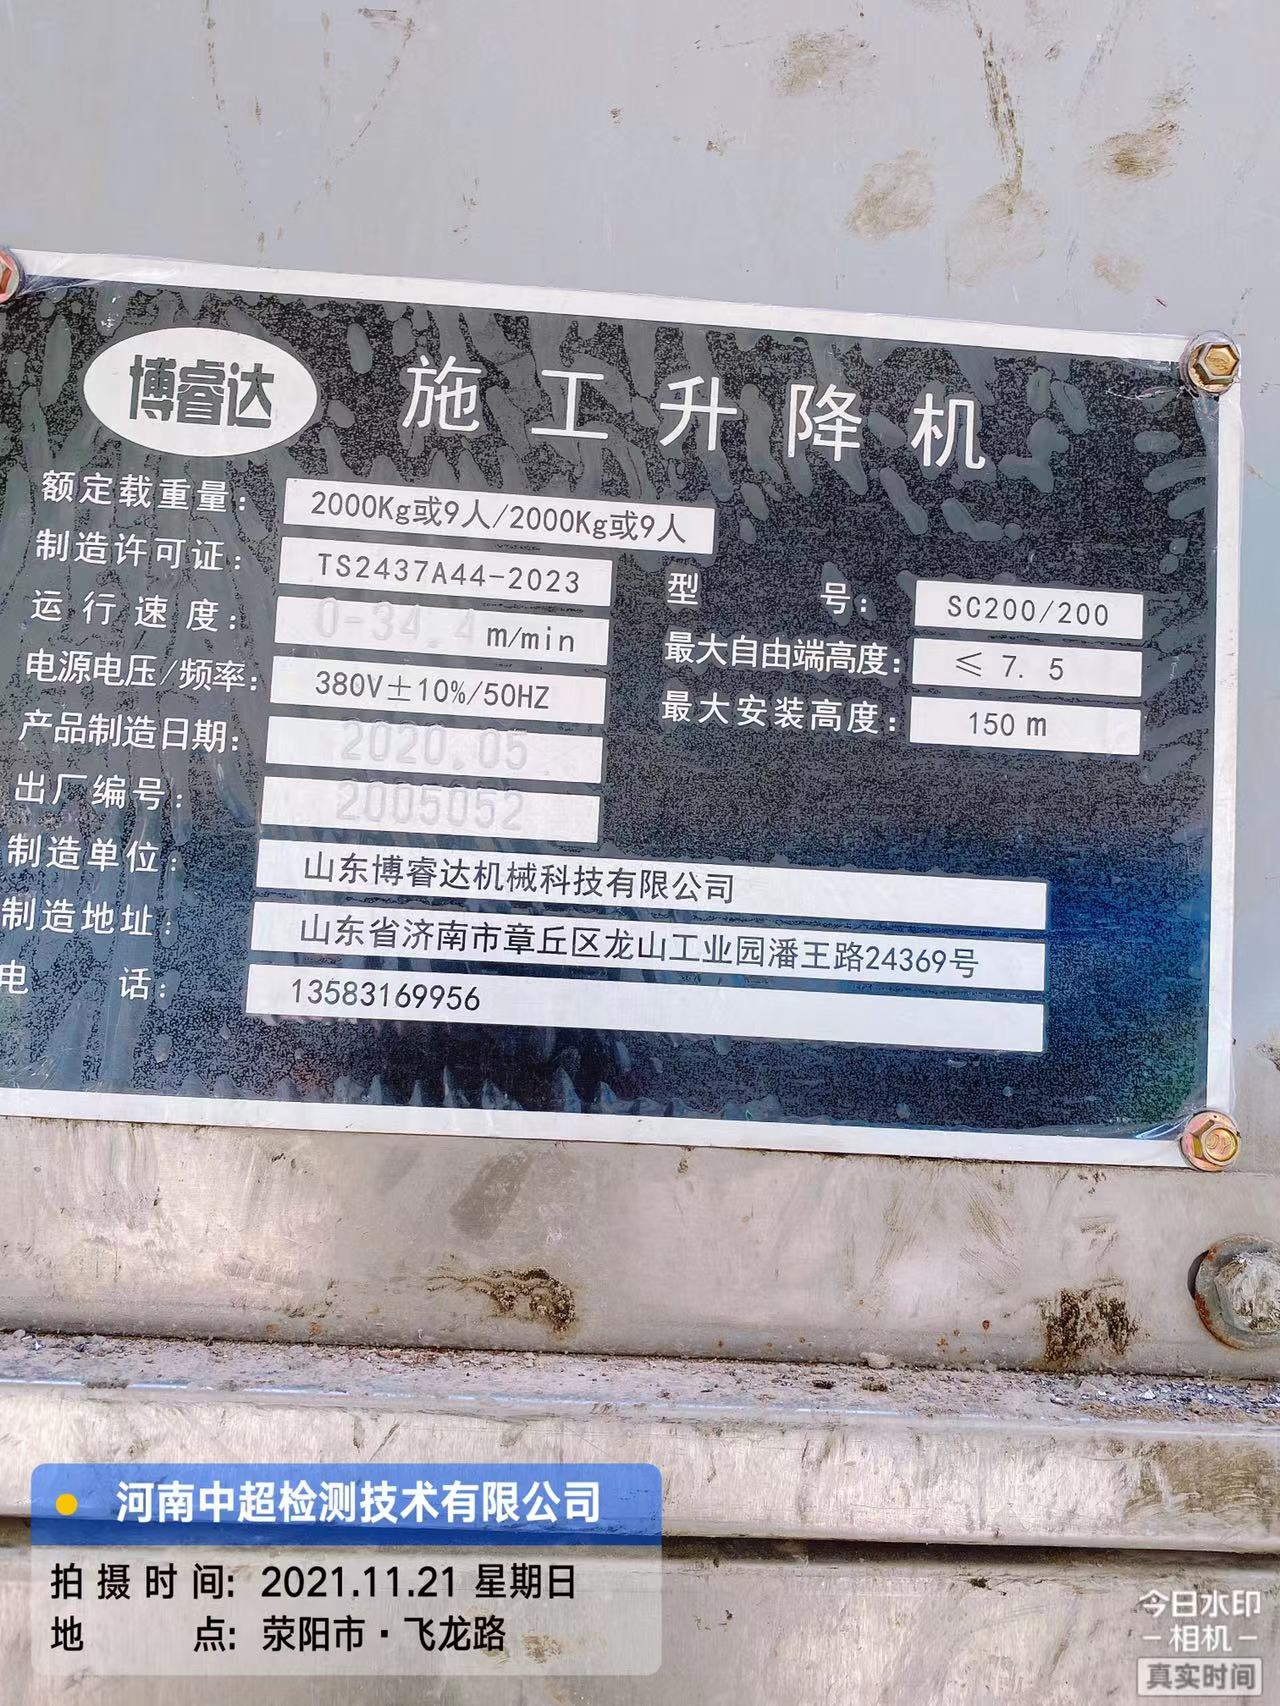 博睿达 施工升降机
额定载重量: 2000Kg或9人/2000Kg或9人
制造许可证: TS2437A44-2023 型 号: SC200/200
运行速度: 0-34.4 m/min 最大自由端高度: ≤7.5
电源电压/频率: 380V±10%/50HZ 最大安装高度: 150m
产品制造日期: 2020.05
出厂编号: 2005052
制造单位: 山东博睿达机械科技有限公司
制造地址: 山东省济南市章丘区龙山工业园潘王路24369号
电 话: 13583169956
河南中超检测技术有限公司
拍摄时间: 2021.11.21 星期日
地 点: 荥阳市·飞龙路
今日水印
-相机-
真实时间